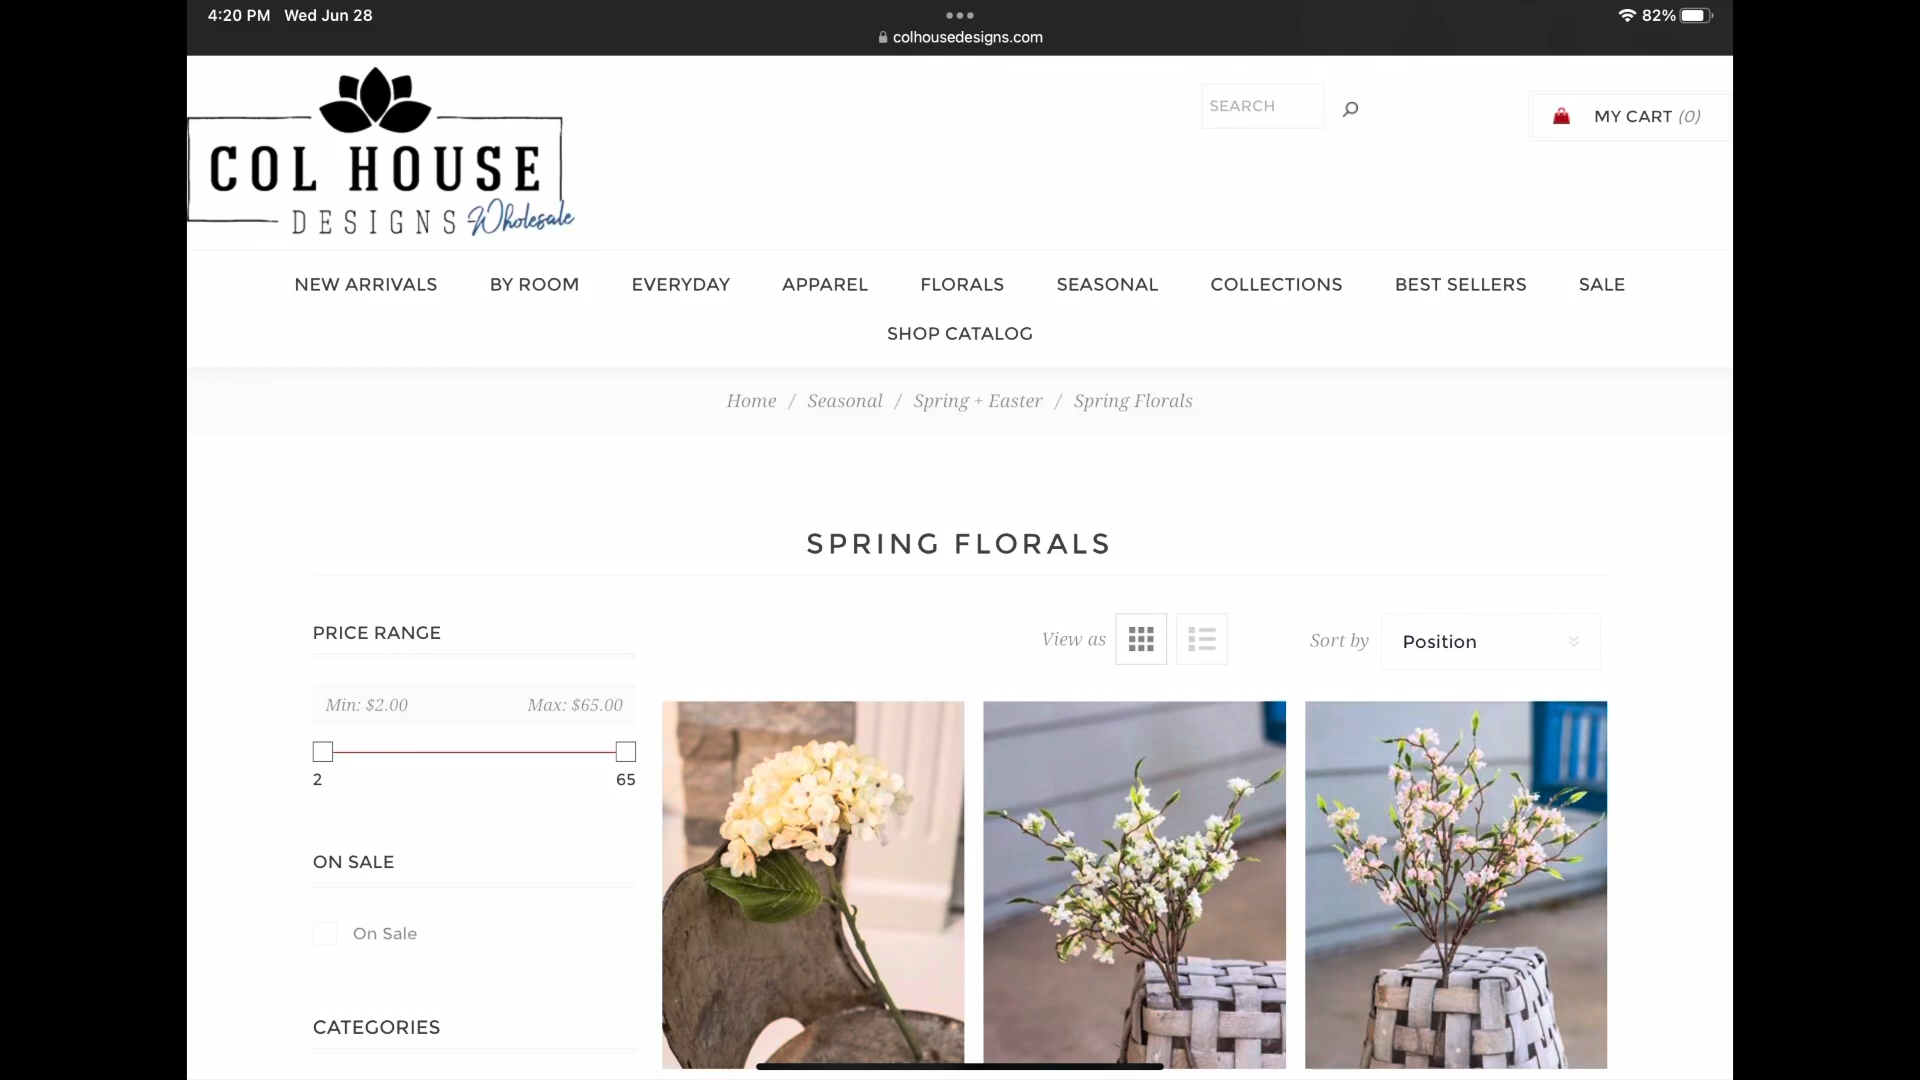 4:20 PM Wed Jun 28
82%
colhousedesigns.com
COL HOUSE
DESIGNS Wholesale
SEARCH
MY CART (0)
NEW ARRIVALS BY ROOM EVERYDAY APPAREL FLORALS SEASONAL COLLECTIONS BEST SELLERS SALE
SHOP CATALOG
Home / Seasonal / Spring + Easter / Spring Florals
SPRING FLORALS
PRICE RANGE
View as
Sort by Position
Min: $2.00 Max: $65.00
2 65
ON SALE
On Sale
CATEGORIES